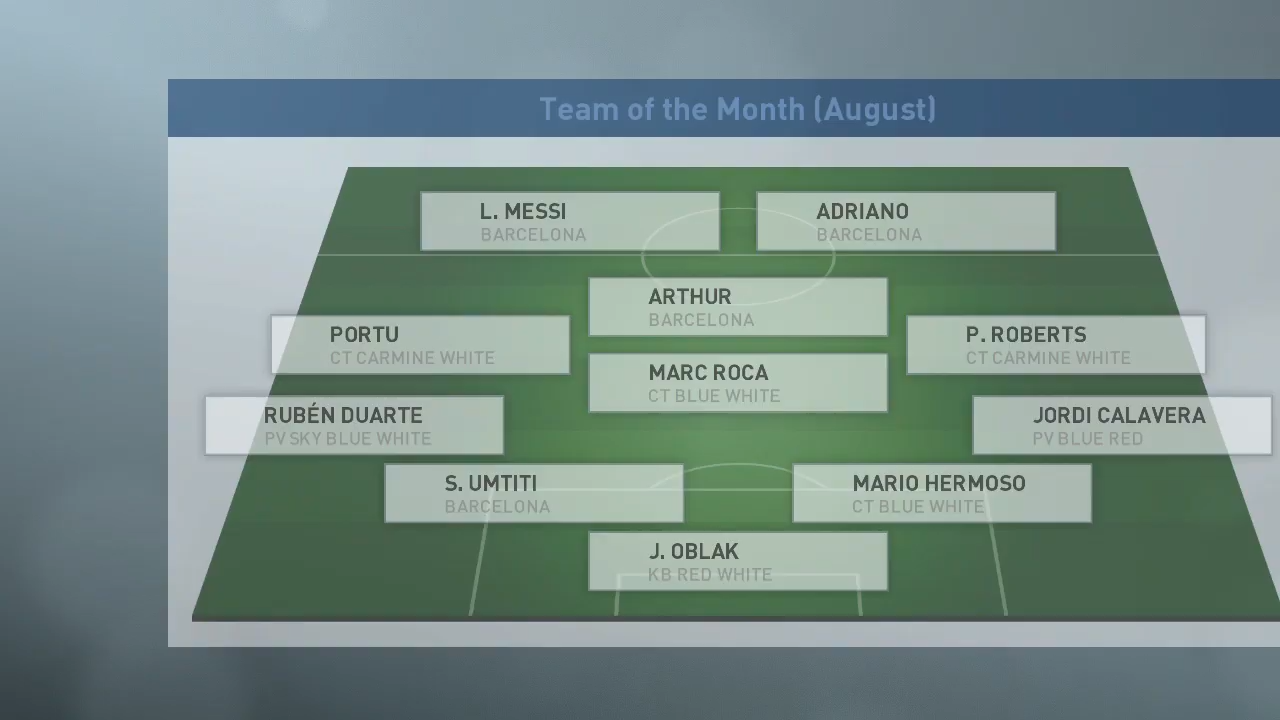 Team of the Month (August)
L. MESSI
BARCELONA
ADRIANO
BARCELONA
ARTHUR
BARCELONA
PORTU
CT CARMINE WHITE
P. ROBERTS
CT CARMINE WHITE
MARC ROCA
CT BLUE WHITE
RUBÉN DUARTE
PV SKY BLUE WHITE
JORDI CALAVERA
PV BLUE RED
S. UMTITI
BARCELONA
MARIO HERMOSO
CT BLUE WHITE
J. OBLAK
KB RED WHITE